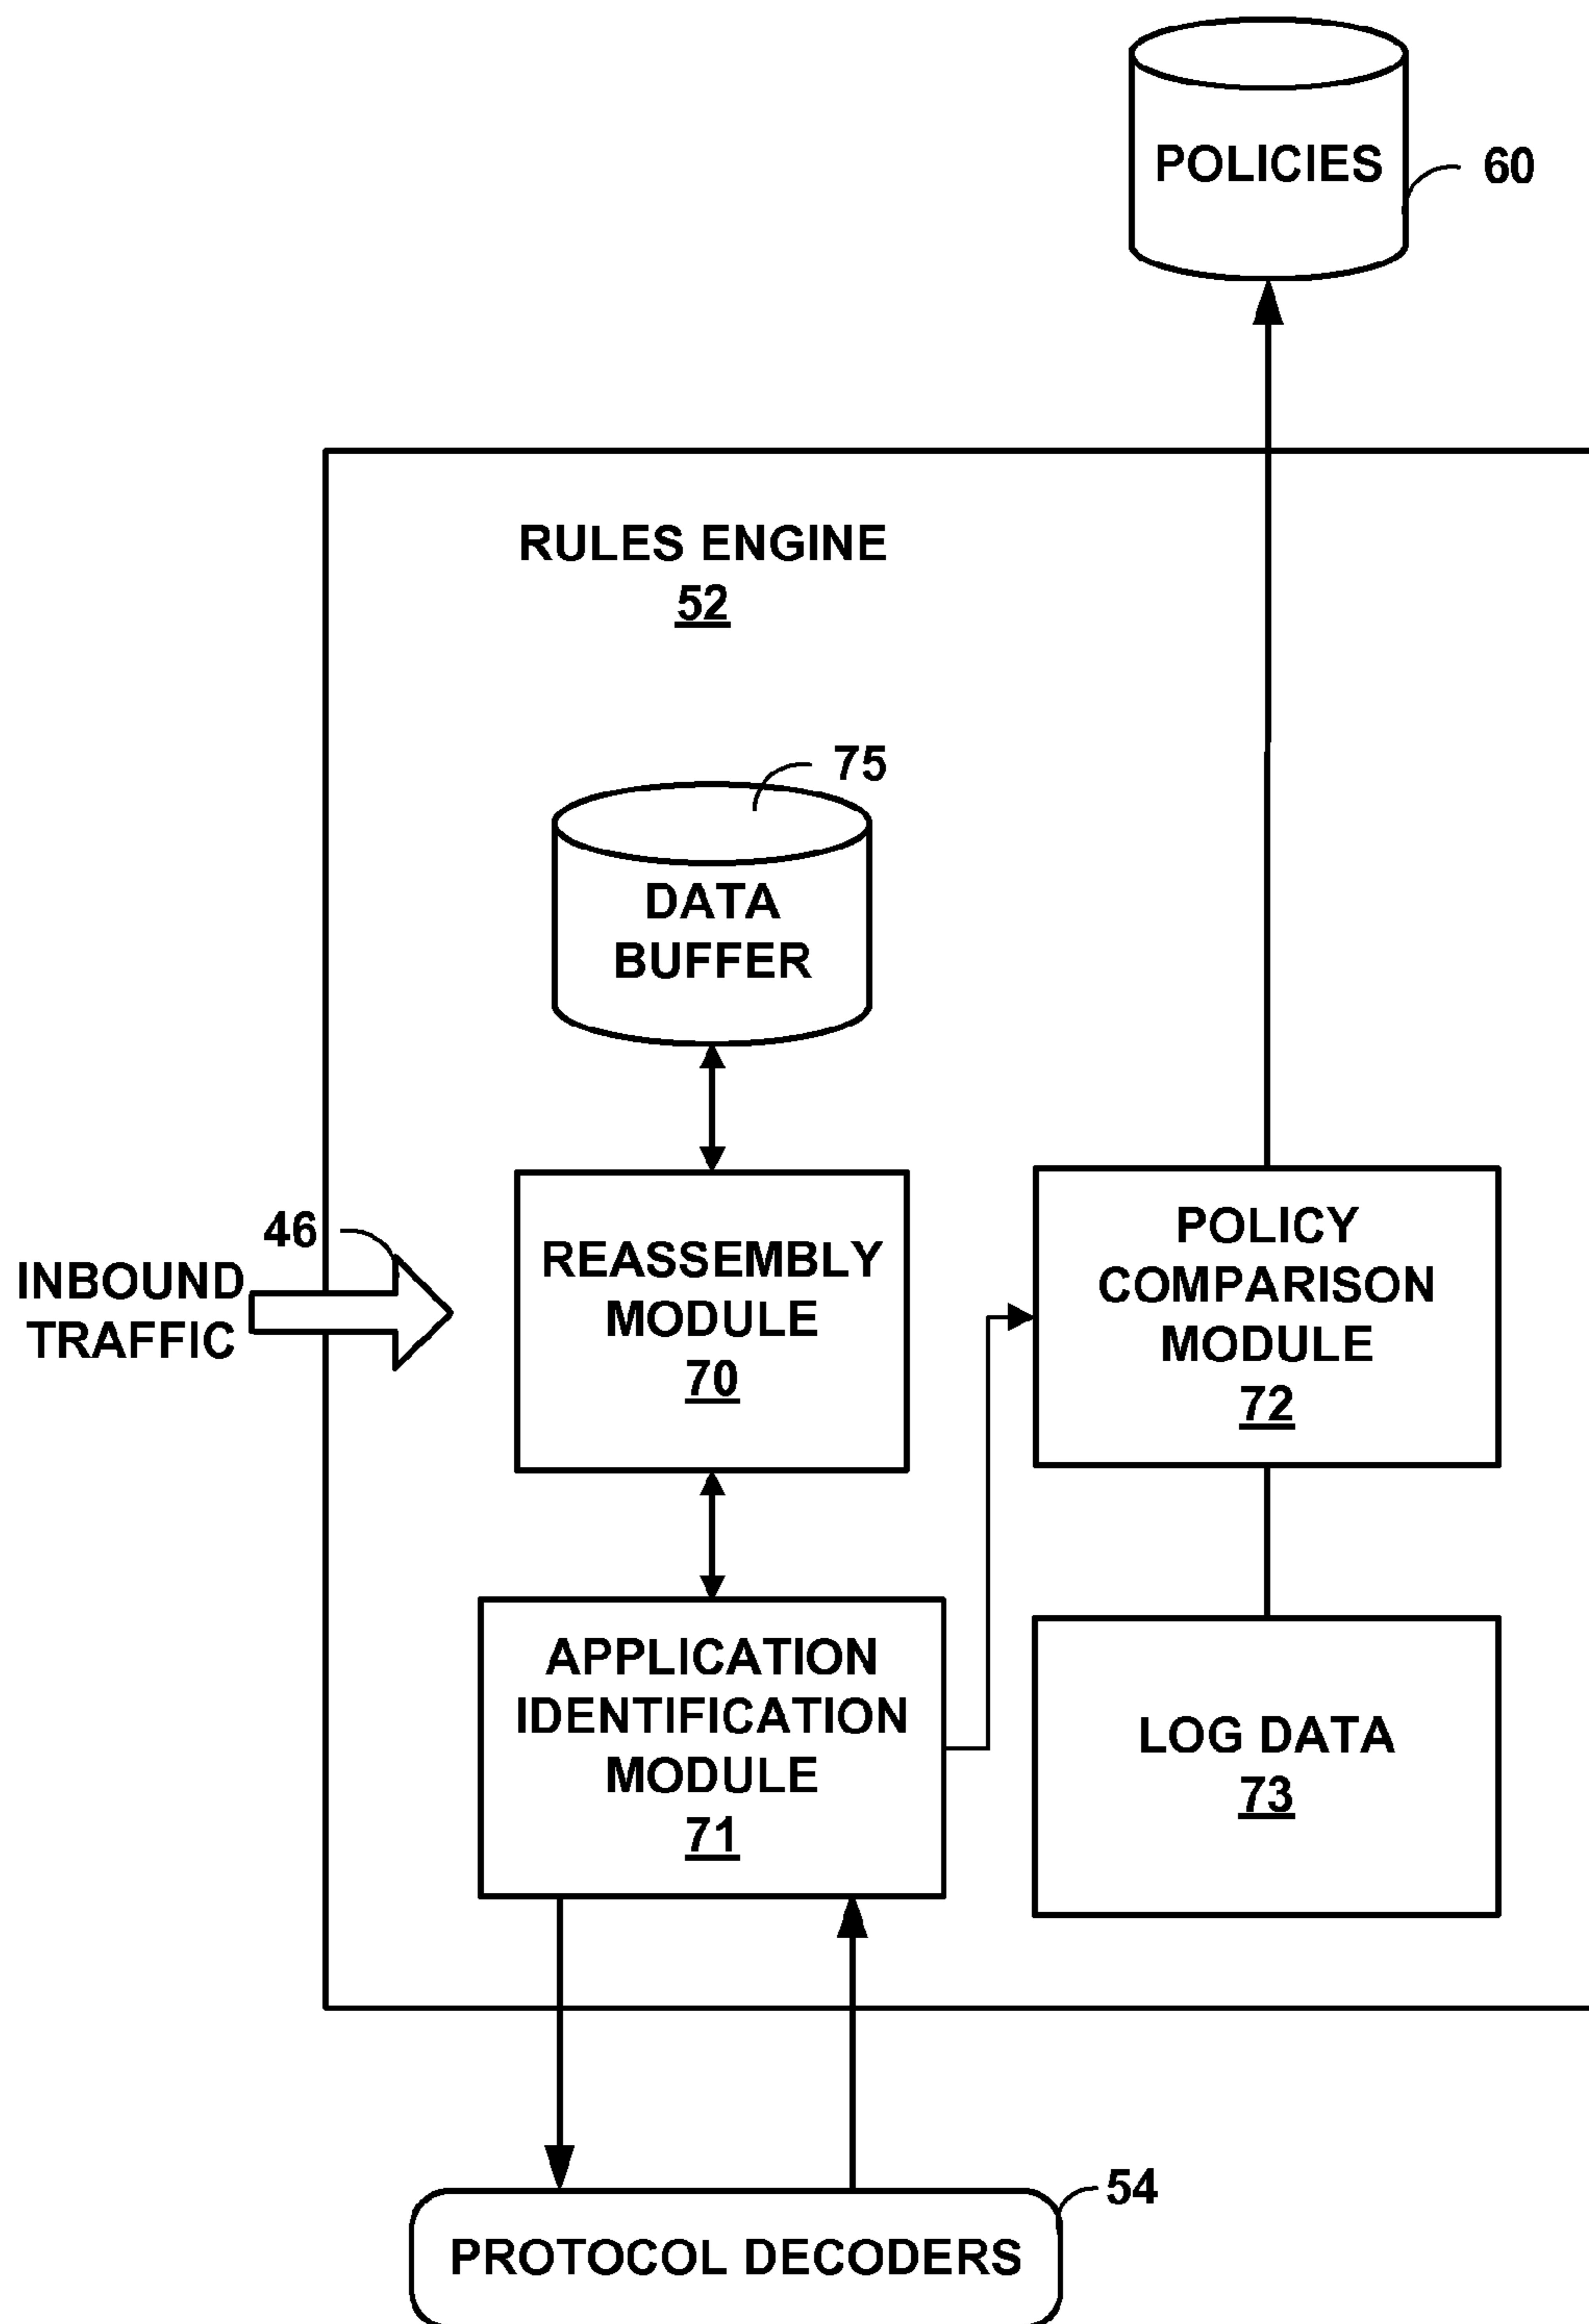 POLICIES
60
RULES ENGINE
52
75
DATA
BUFFER
46
INBOUND
TRAFFIC
REASSEMBLY
MODULE
70
POLICY
COMPARISON
MODULE
72
APPLICATION
IDENTIFICATION
MODULE
71
LOG DATA
73
54
PROTOCOL DECODERS